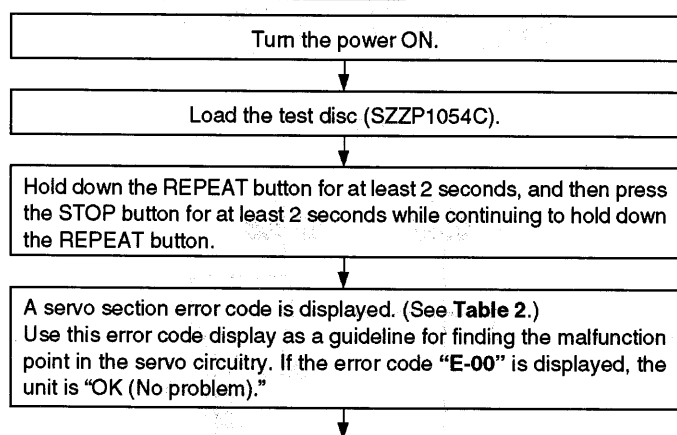 Turn the power ON.
Load the test disc (SZZP1054C).
Hold down the REPEAT button for at least 2 seconds, and then press
the STOP button for at least 2 seconds while continuing to hold down
the REPEAT button.
A servo section error code is displayed. (See Table 2.)
Use this error code display as a guideline for finding the malfunction
point in the servo circuitry. If the error code “E-00” is displayed, the
unit is “OK (No problem).”